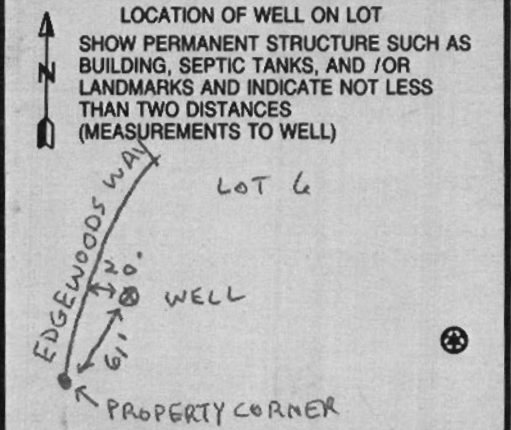 LOCATION OF WELL ON LOT
SHOW PERMANENT STRUCTURE SUCH AS
BUILDING, SEPTIC TANKS, AND /OR
LANDMARKS AND INDICATE NOT LESS
THAN TWO DISTANCES
(MEASUREMENTS TO WELL)
N
LOT 6
EDGEWOODS WAY
20'
WELL
61'
PROPERTY CORNER